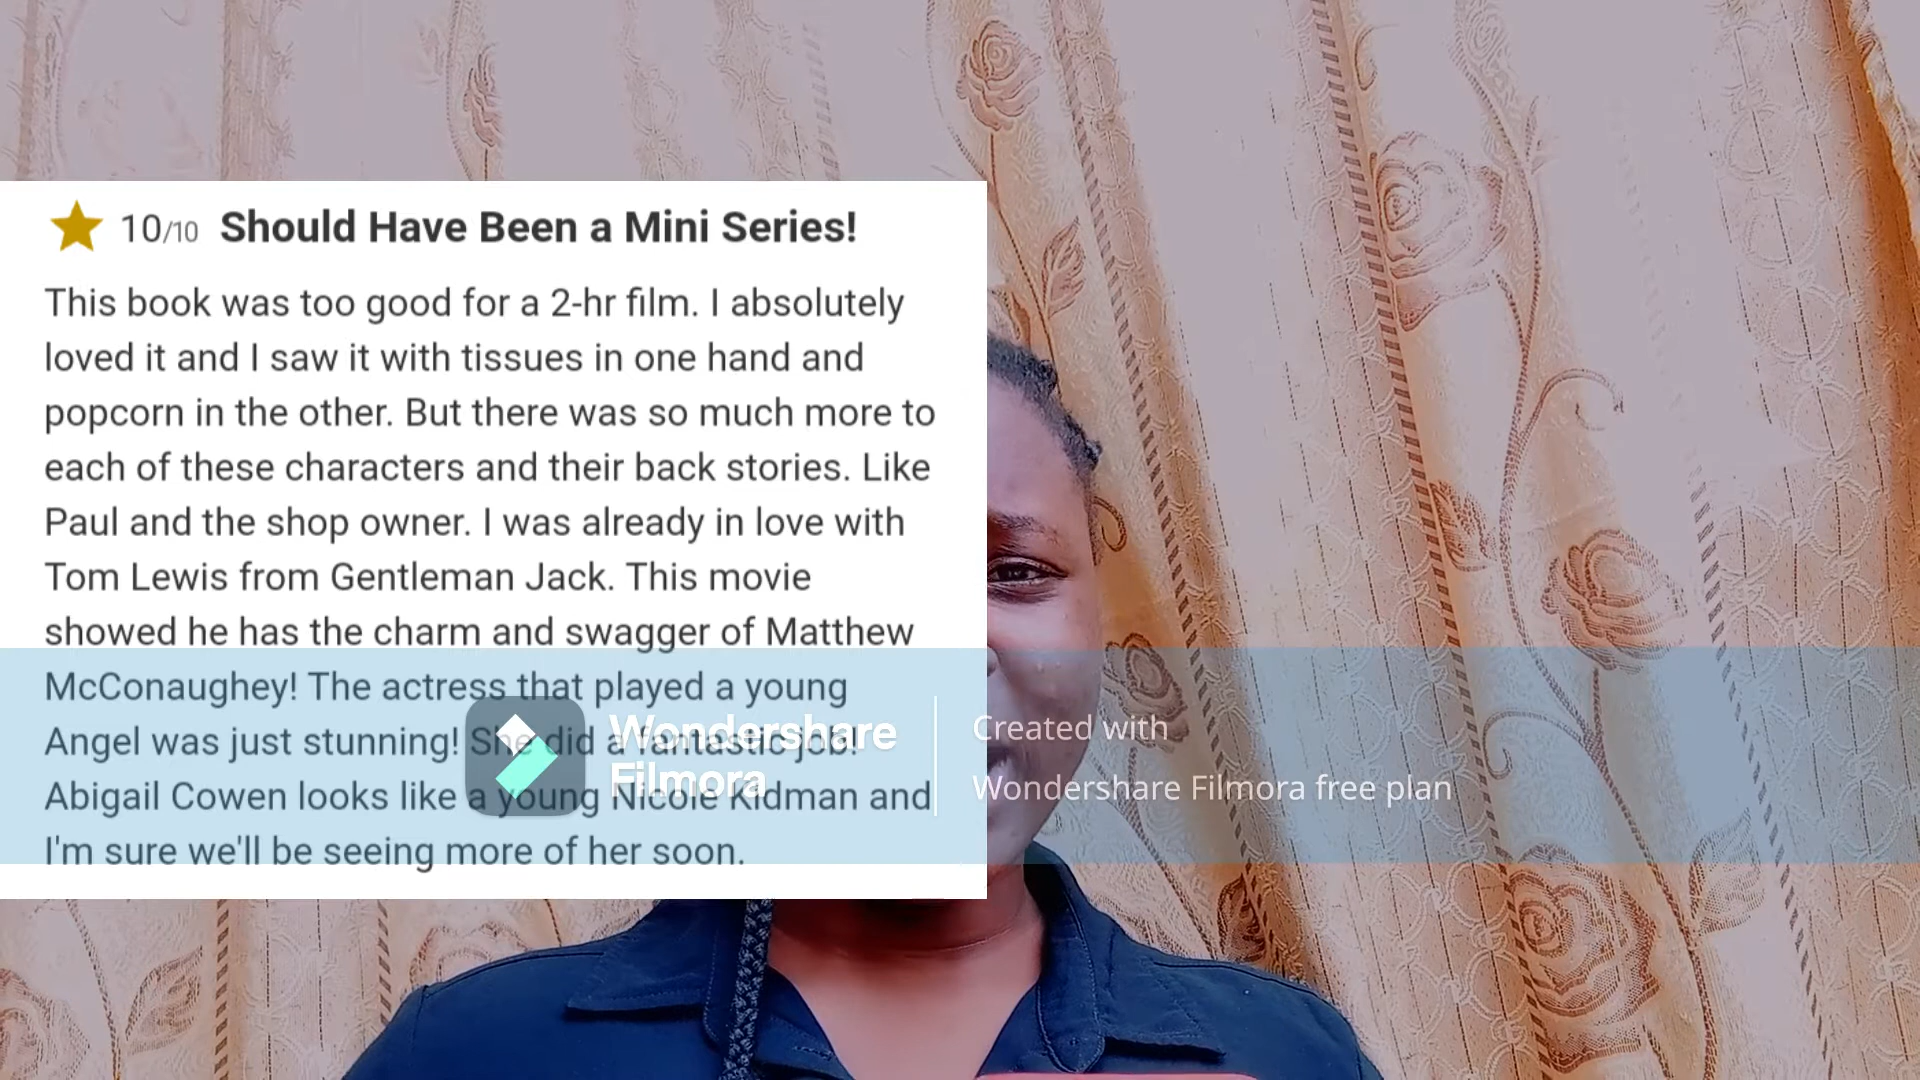 10/10 Should Have Been a Mini Series!
This book was too good for a 2-hr film. I absolutely
loved it and I saw it with tissues in one hand and
popcorn in the other. But there was so much more to
each of these characters and their back stories. Like
Paul and the shop owner. I was already in love with
Tom Lewis from Gentleman Jack. This movie
showed he has the charm and swagger of Matthew
McConaughey! The actress that played a young
Angel was just stunning! She did a fantastic job!
Abigail Cowen looks like a young Nicole Kidman and
I'm sure we'll be seeing more of her soon.
Wondershare
Filmora
Created with
Wondershare Filmora free plan